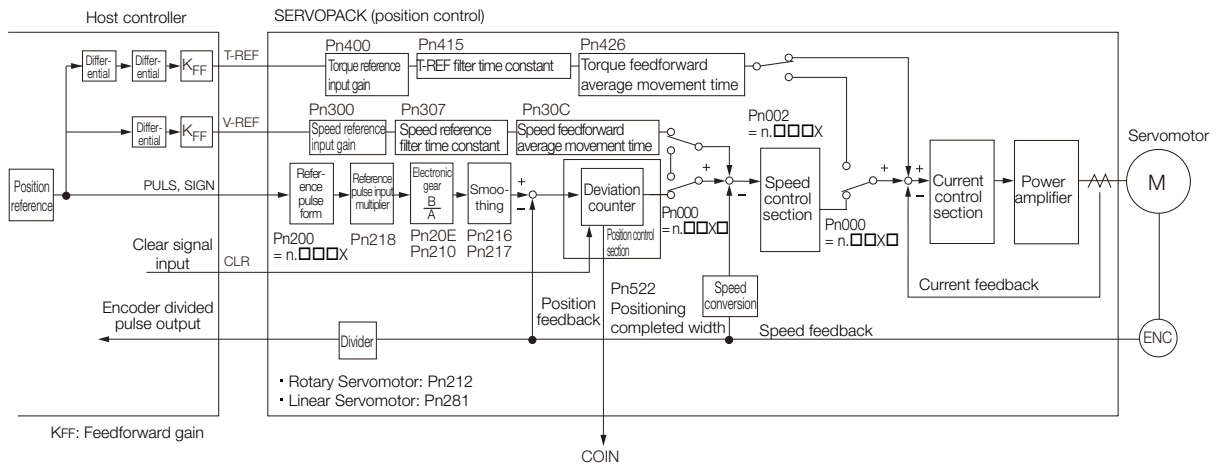 Host controller
SERVOPACK (position control)
Differ-
ential
Differ-
ential
KFF
T-REF
Pn400
Torque reference
input gain
Pn415
T-REF filter time constant
Pn426
Torque feedforward
average movement time
Differ-
ential
KFF
V-REF
Pn300
Speed reference
input gain
Pn307
Speed reference
filter time constant
Pn30C
Speed feedforward
average movement time
Pn002
= n.□□□X
Servomotor
M
Position
reference
PULS, SIGN
Reference
pulse
form
Reference
pulse input
multiplier
Electronic
gear
B
A
Smoo-
thing
+
−
Deviation
counter
Position control
section
+
−
Speed
control
section
+
+
−
Current
control
section
Power
amplifier
Pn200
= n.□□□X
Pn218
Pn20E
Pn210
Pn216
Pn217
Pn000
= n.□□X□
Pn000
= n.□□X□
Clear signal
input
CLR
Encoder divided
pulse output
Divider
Position
feedback
Pn522
Positioning
completed width
Speed
conversion
Speed feedback
Current feedback
ENC
• Rotary Servomotor: Pn212
• Linear Servomotor: Pn281
KFF: Feedforward gain
COIN